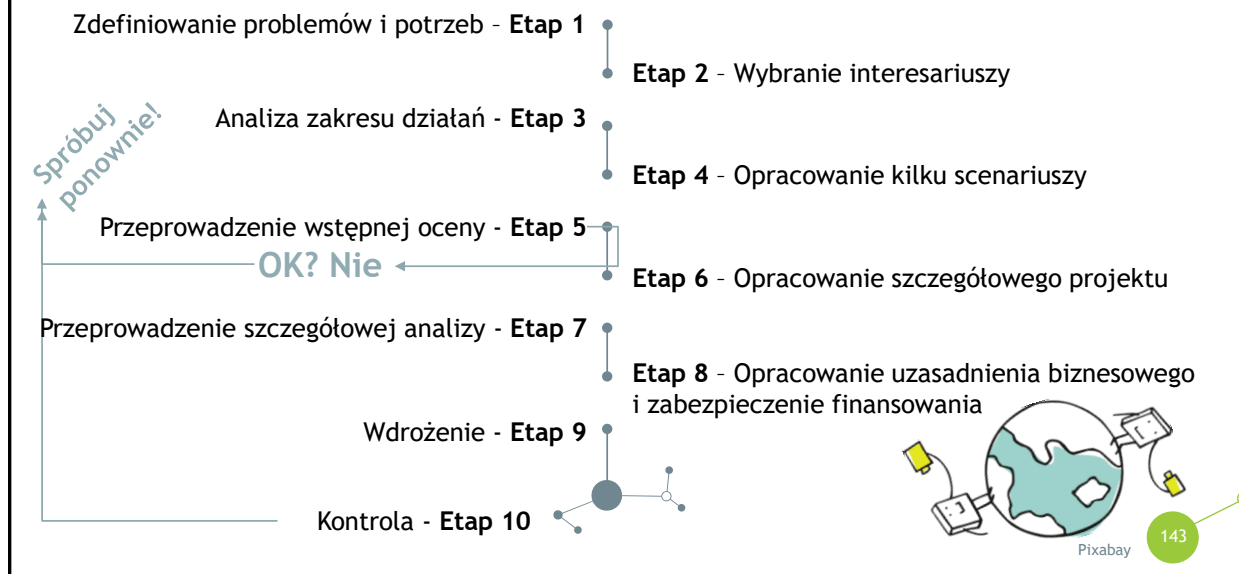 Zdefiniowanie problemów i potrzeb – Etap 1
Etap 2 – Wybranie interesariuszy
Analiza zakresu działań - Etap 3
Spróbuj
ponownie!
Etap 4 – Opracowanie kilku scenariuszy
Przeprowadzenie wstępnej oceny - Etap 5
OK? Nie
Etap 6 – Opracowanie szczegółowego projektu
Przeprowadzenie szczegółowej analizy - Etap 7
Etap 8 – Opracowanie uzasadnienia biznesowego
i zabezpieczenie finansowania
Wdrożenie - Etap 9
Kontrola - Etap 10
Pixabay
143